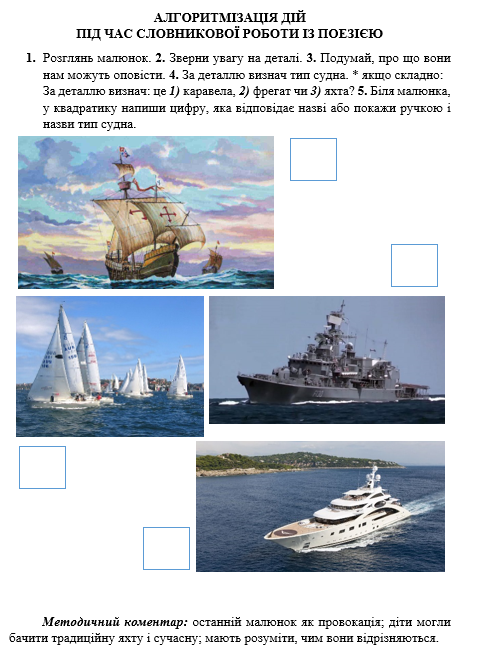 АЛГОРИТМІЗАЦІЯ ДІЙ
ПІД ЧАС СЛОВНИКОВОЇ РОБОТИ ІЗ ПОЕЗІЄЮ
1. Розглянь малюнок. 2. Зверни увагу на деталі. 3. Подумай, про що вони
нам можуть оповісти. 4. За деталлю визнач тип судна. * якщо складно:
За деталлю визнач: це 1) каравела, 2) фрегат чи 3) яхта? 5. Біля малюнка,
у квадратику напиши цифру, яка відповідає назві або покажи ручкою і
назви тип судна.
Методичний коментар: останній малюнок як провокація; діти могли
бачити традиційну яхту і сучасну; мають розуміти, чим вони відрізняються.